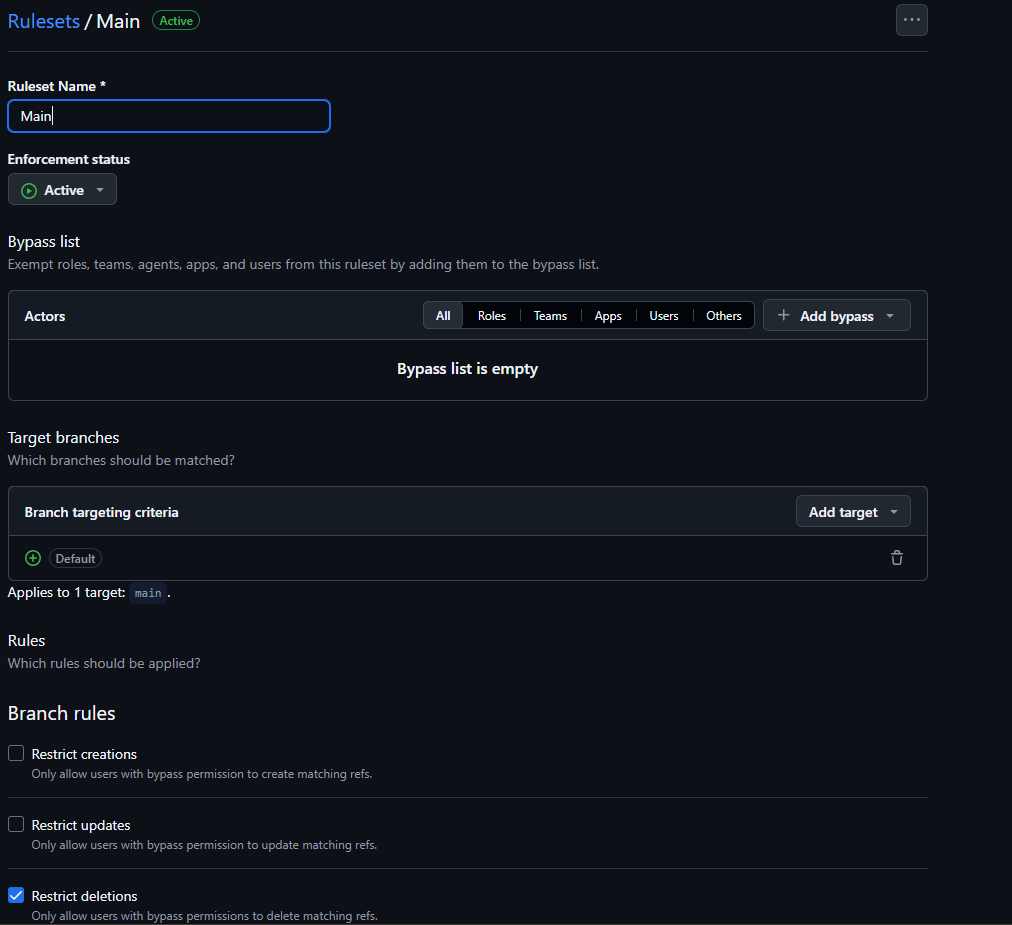 Rulesets / Main Active
Ruleset Name *
Main
Enforcement status
Active
Bypass list
Exempt roles, teams, agents, apps, and users from this ruleset by adding them to the bypass list.
Actors All Roles Teams Apps Users Others Add bypass
Bypass list is empty
Target branches
Which branches should be matched?
Branch targeting criteria Add target
Default
Applies to 1 target: main .
Rules
Which rules should be applied?
Branch rules
Restrict creations
Only allow users with bypass permission to create matching refs.
Restrict updates
Only allow users with bypass permission to update matching refs.
Restrict deletions
Only allow users with bypass permissions to delete matching refs.